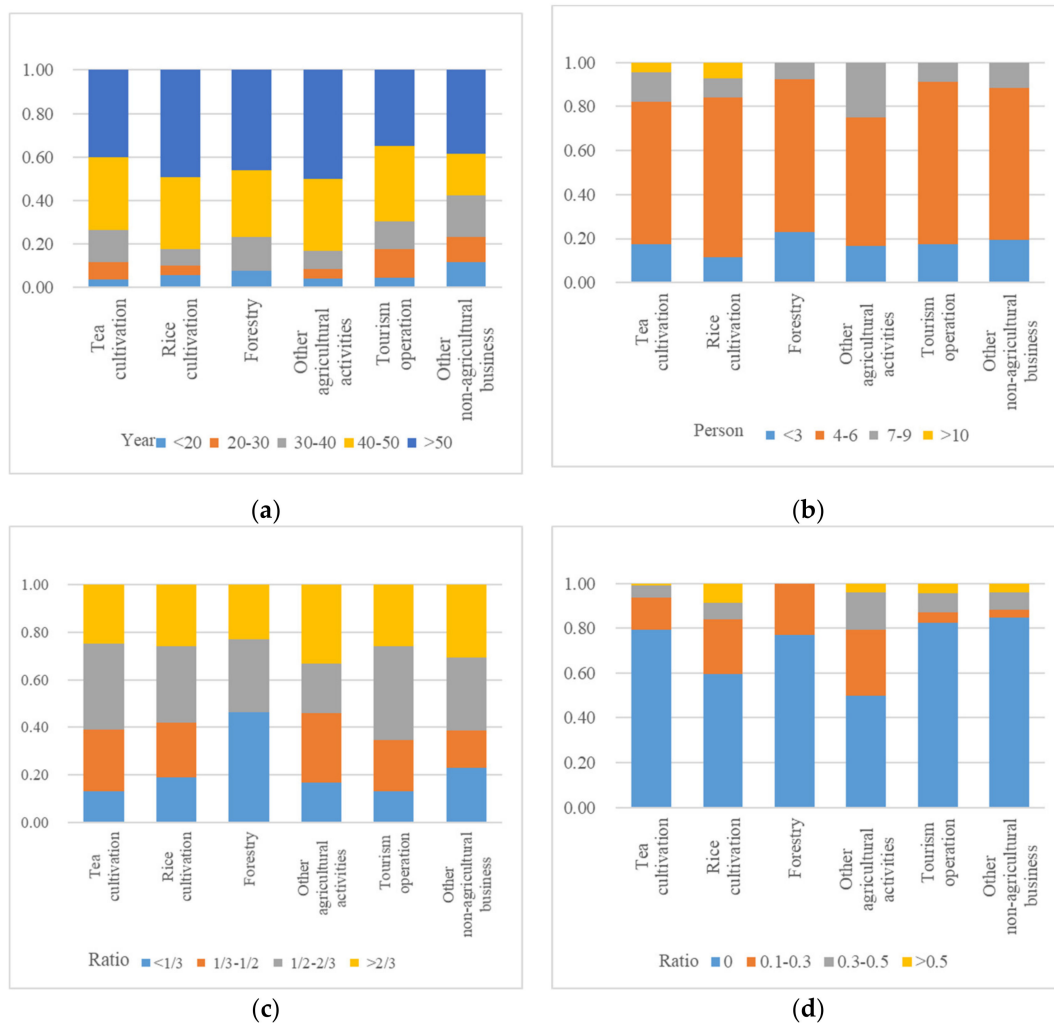 1.00
0.80
0.60
0.40
0.20
0.00
Tea
cultivation
Rice
cultivation
Forestry
Other
agricultural
activities
Tourism
operation
Other
non-agricultural
business
Year <20 20-30 30-40 40-50 >50
(a)
1.00
0.80
0.60
0.40
0.20
0.00
Tea
cultivation
Rice
cultivation
Forestry
Other
agricultural
activities
Tourism
operation
Other
non-agricultural
business
Person <3 4-6 7-9 >10
(b)
1.00
0.80
0.60
0.40
0.20
0.00
Tea
cultivation
Rice
cultivation
Forestry
Other
agricultural
activities
Tourism
operation
Other
non-agricultural
business
Ratio <1/3 1/3-1/2 1/2-2/3 >2/3
(c)
1.00
0.80
0.60
0.40
0.20
0.00
Tea
cultivation
Rice
cultivation
Forestry
Other
agricultural
activities
Tourism
operation
Other
non-agricultural
business
Ratio 0 0.1-0.3 0.3-0.5 >0.5
(d)